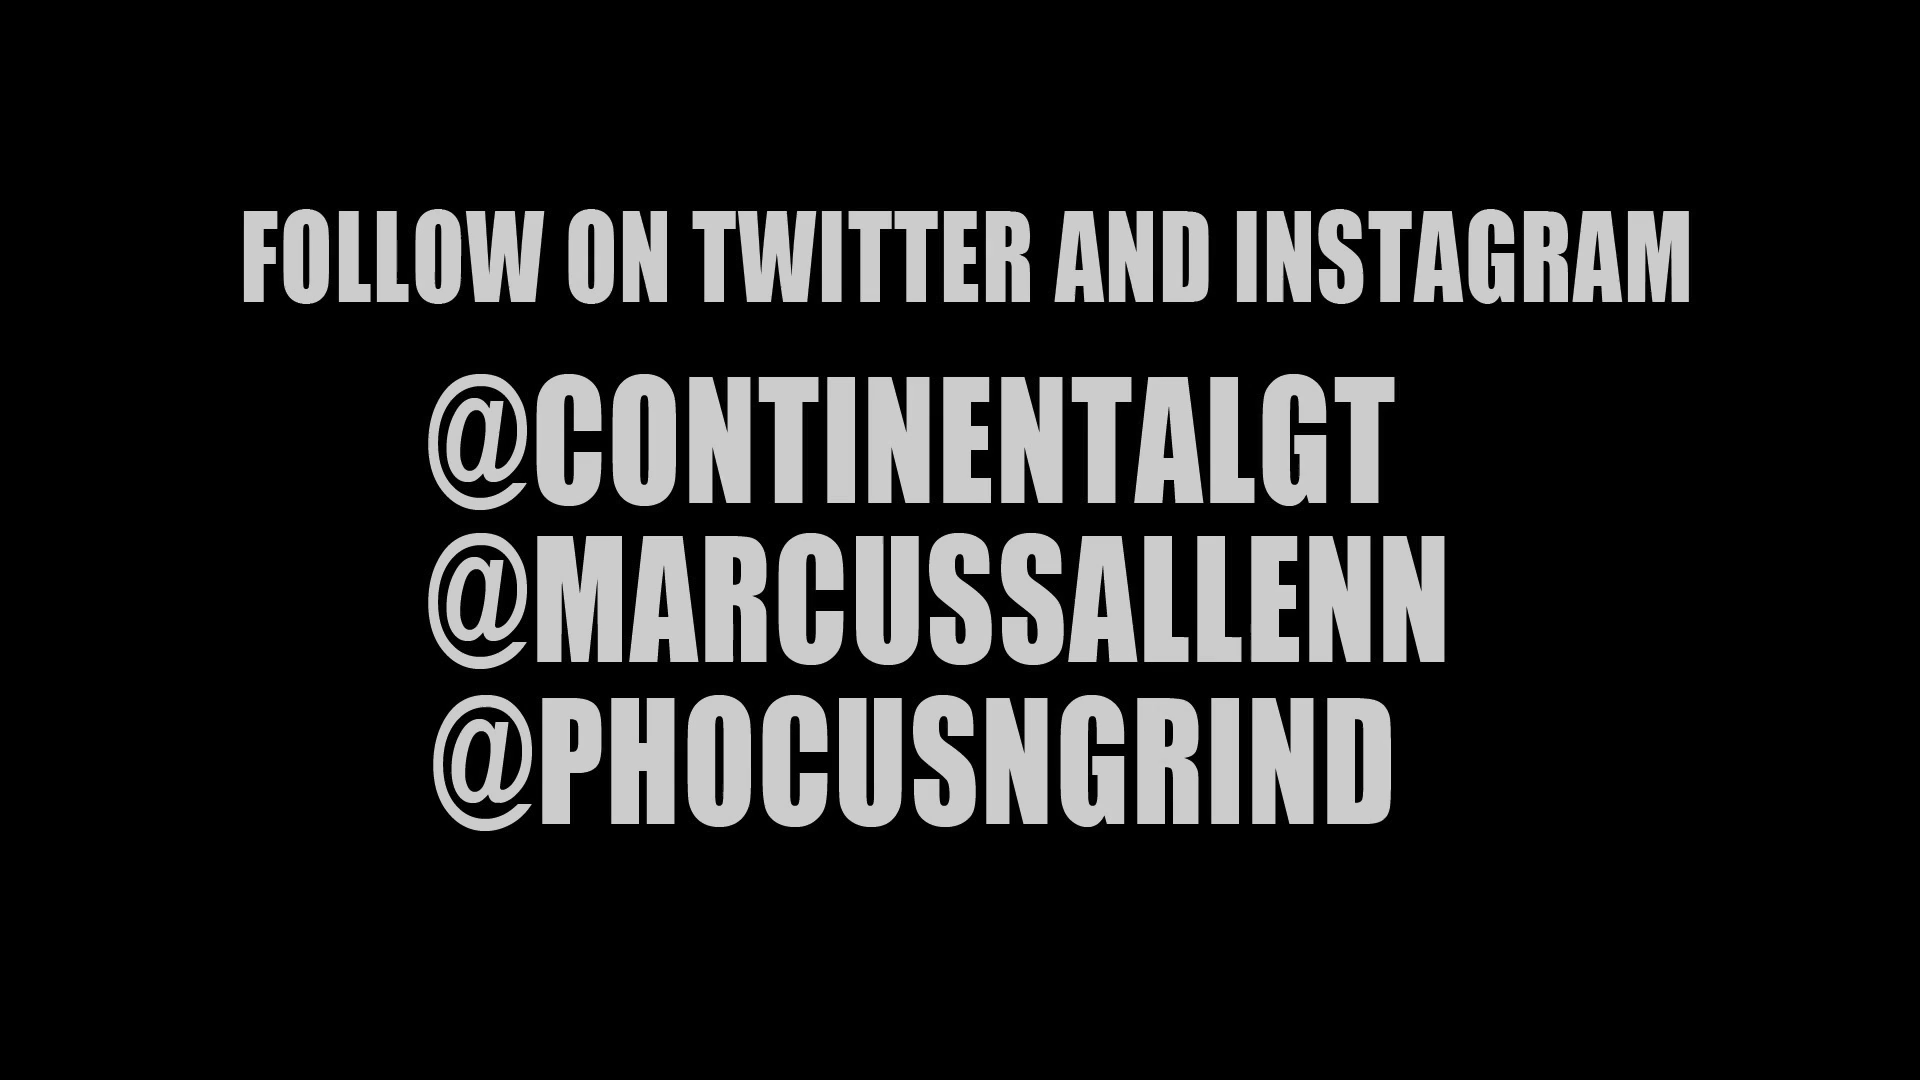 FOLLOW ON TWITTER AND INSTAGRAM
@CONTINENTALGT
@MARCUSSALLENN
@PHOCUSNGRIND